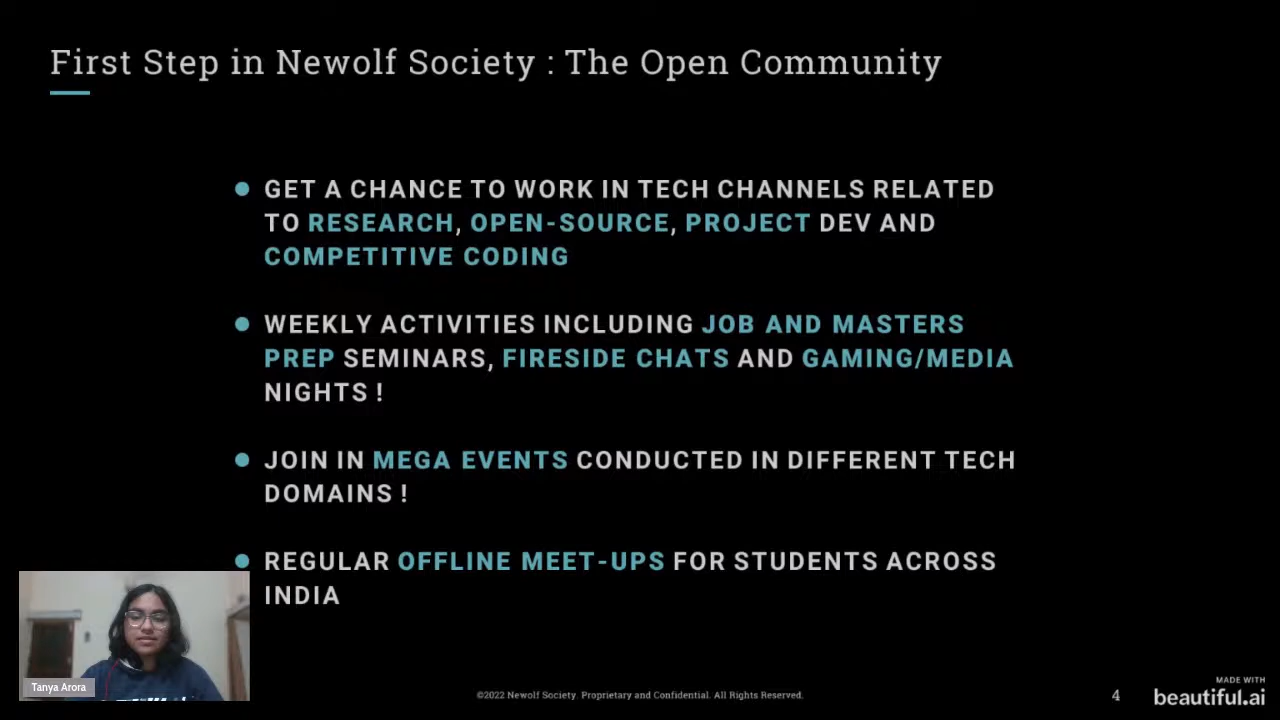 First Step in Newolf Society : The Open Community
GET A CHANCE TO WORK IN TECH CHANNELS RELATED
TO RESEARCH, OPEN-SOURCE, PROJECT DEV AND
COMPETITIVE CODING
WEEKLY ACTIVITIES INCLUDING JOB AND MASTERS
PREP SEMINARS, FIRESIDE CHATS AND GAMING/MEDIA
NIGHTS !
JOIN IN MEGA EVENTS CONDUCTED IN DIFFERENT TECH
DOMAINS !
REGULAR OFFLINE MEET-UPS FOR STUDENTS ACROSS
INDIA
Tanya Arora
©2022 Newolf Society. Proprietary and Confidential. All Rights Reserved.
4
MADE WITH
beautiful.ai